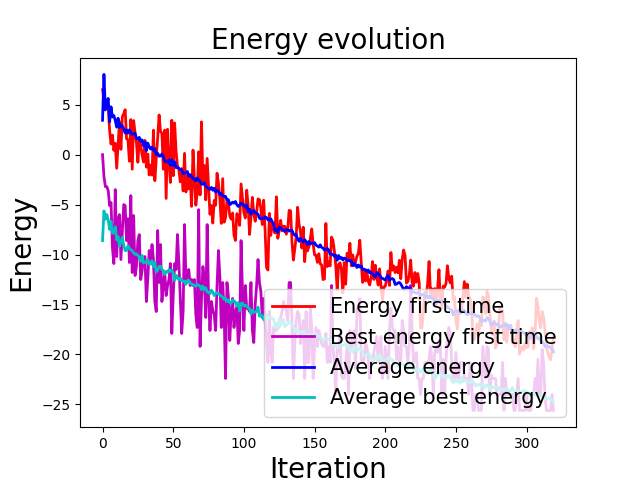 Energy evolution
Energy
5
0
−5
−10
−15
−20
−25
Energy first time
Best energy first time
Average energy
Average best energy
0 50 100 150 200 250 300
Iteration